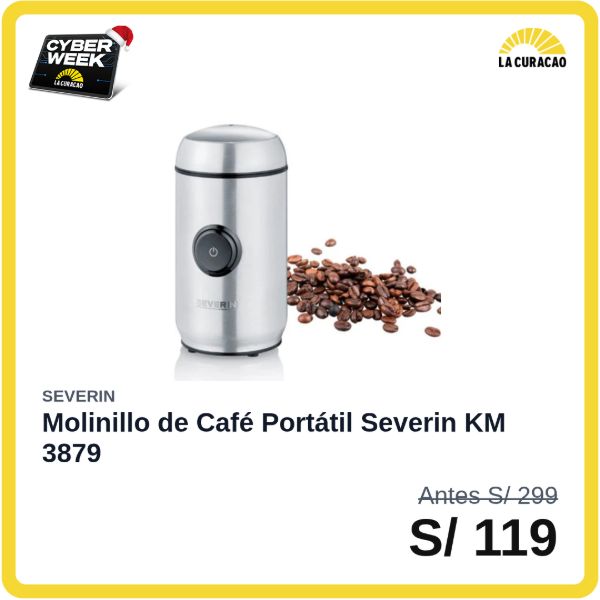 CYBER
WEEK
LA CURACAO
LA CURACAO
SEVERIN
SEVERIN
Molinillo de Café Portátil Severin KM
3879
Antes S/ 299
S/ 119